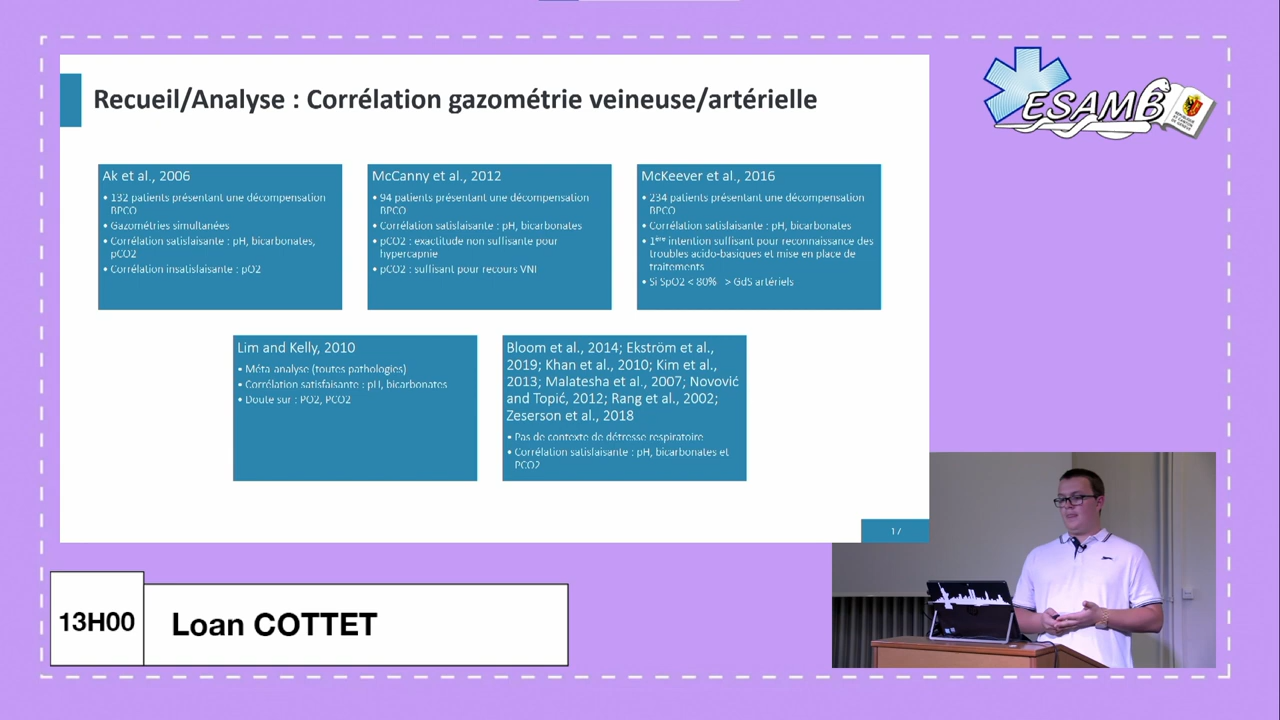 Recueil/Analyse : Corrélation gazométrie veineuse/artérielle
ESAMB
Ak et al., 2006
• 132 patients présentant une décompensation
BPCO
• Gazométries simultanées
• Corrélation satisfaisante : pH, bicarbonates,
pCO2
• Corrélation insatisfaisante : pO2
McCanny et al., 2012
• 94 patients présentant une décompensation
BPCO
• Corrélation satisfaisante : pH, bicarbonates
• pCO2 : exactitude non suffisante pour
hypercapnie
• pCO2 : suffisant pour recours VNI
McKeever et al., 2016
• 234 patients présentant une décompensation
BPCO
• Corrélation satisfaisante : pH, bicarbonates
• 1ère intention suffisant pour reconnaissance des
troubles acido-basiques et mise en place de
traitements
• Si SpO2 < 80% > GdS artériels
Lim and Kelly, 2010
• Méta-analyse (toutes pathologies)
• Corrélation satisfaisante : pH, bicarbonates
• Doute sur : PO2, PCO2
Bloom et al., 2014; Ekström et al.,
2019; Khan et al., 2010; Kim et al.,
2013; Malatesha et al., 2007; Novović
and Topić, 2012; Rang et al., 2002;
Zeserson et al., 2018
• Pas de contexte de détresse respiratoire
• Corrélation satisfaisante : pH, bicarbonates et
PCO2
17
13H00
Loan COTTET